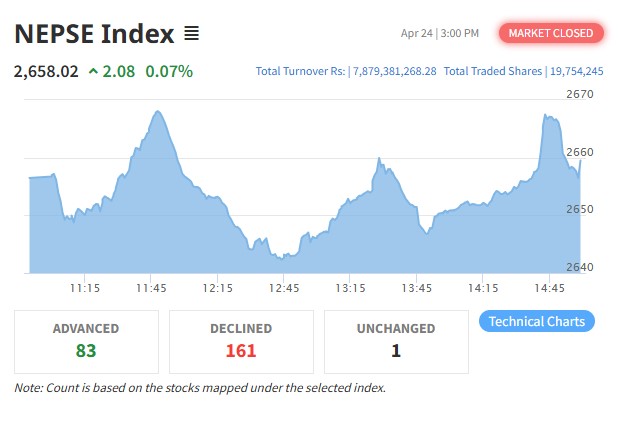 NEPSE Index
Apr 24 | 3:00 PM
MARKET CLOSED
2,658.02 2.08 0.07%
Total Turnover Rs: | 7,879,381,268.28 Total Traded Shares | 19,754,245
2670
2660
2650
2640
11:15 11:45 12:15 12:45 13:15 13:45 14:15 14:45
ADVANCED
83
DECLINED
161
UNCHANGED
1
Technical Charts
Note: Count is based on the stocks mapped under the selected index.